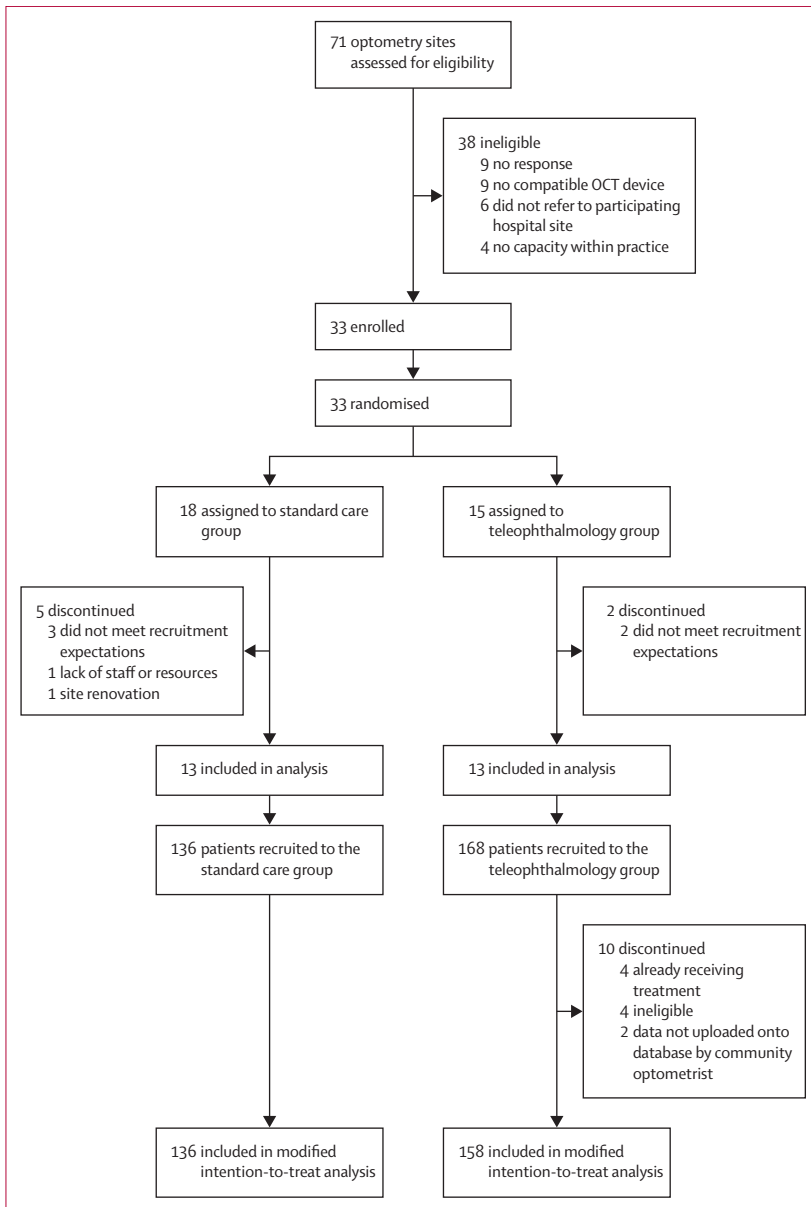 71 optometry sites
assessed for eligibility
38 ineligible
9 no response
9 no compatible OCT device
6 did not refer to participating
hospital site
4 no capacity within practice
33 enrolled
33 randomised
18 assigned to standard care
group
15 assigned to
teleophthalmology group
5 discontinued
3 did not meet recruitment
expectations
1 lack of staff or resources
1 site renovation
2 discontinued
2 did not meet recruitment
expectations
13 included in analysis
13 included in analysis
136 patients recruited to the
standard care group
168 patients recruited to the
teleophthalmology group
10 discontinued
4 already receiving
treatment
4 ineligible
2 data not uploaded onto
database by community
optometrist
136 included in modified
intention-to-treat analysis
158 included in modified
intention-to-treat analysis